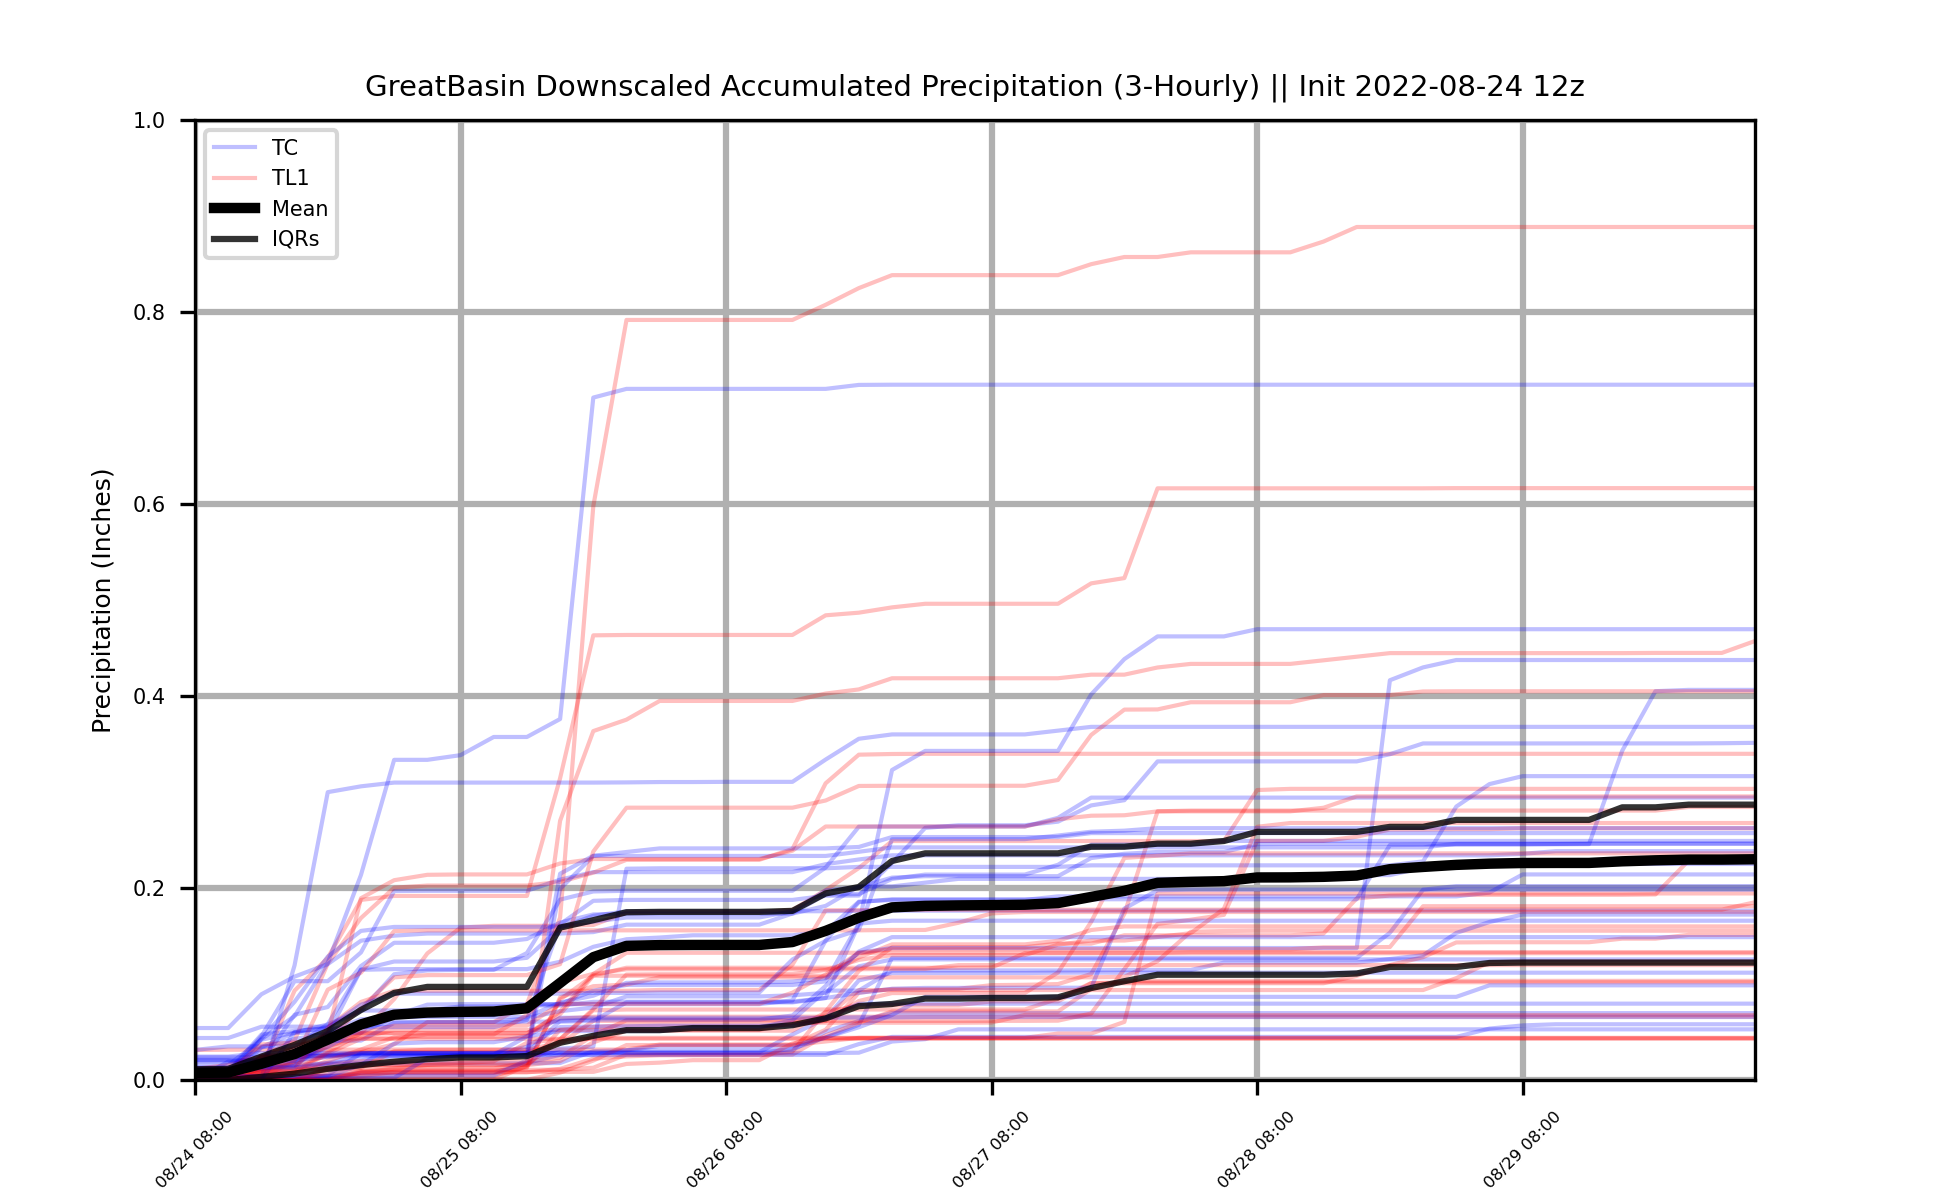 GreatBasin Downscaled Accumulated Precipitation (3-Hourly) || Init 2022-08-24 12z
TC
TL1
Mean
IQRs
Precipitation (Inches)
1.0
0.8
0.6
0.4
0.2
0.0
08/24 08:00
08/25 08:00
08/26 08:00
08/27 08:00
08/28 08:00
08/29 08:00